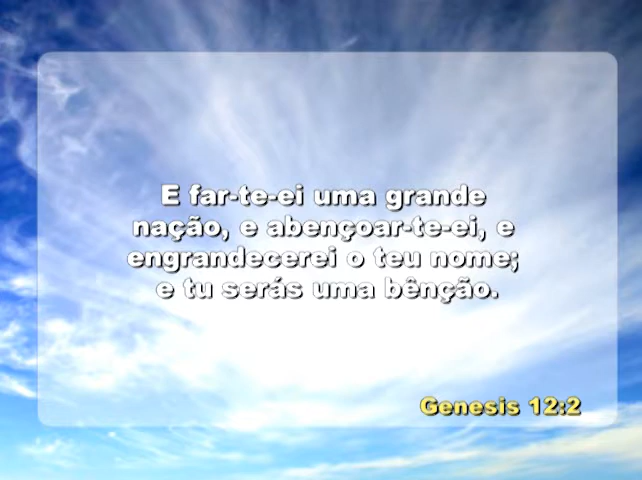 E far-te-ei uma grande
nação, e abençoar-te-ei, e
engrandecerei o teu nome;
e tu serás uma bênção.
Genesis 12:2